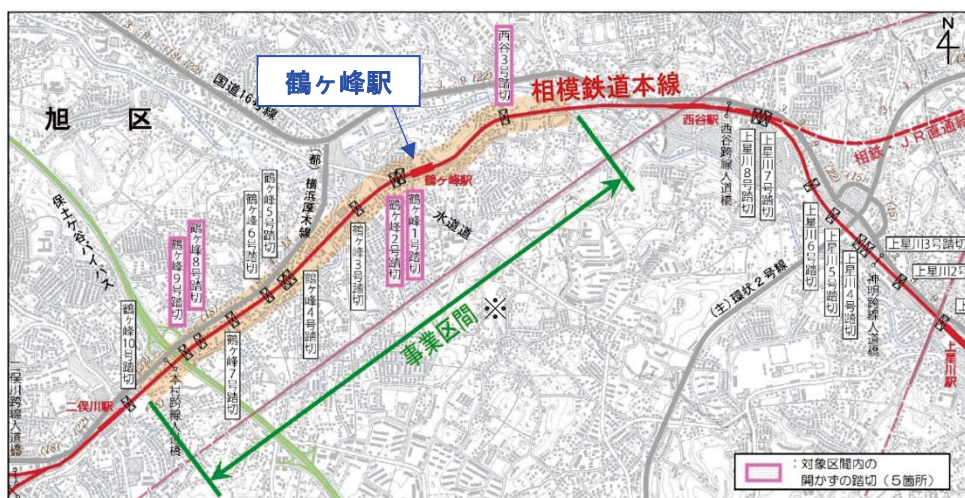 N
西谷3号踏切
国道16号線
鶴ヶ峰駅
相模鉄道本線
旭 区
西谷駅
相鉄・JR直通線
西谷跨線人道橋
上星川8号踏切
上星川7号踏切
(都) 横浜厚木線
鶴ヶ峰駅
保土ヶ谷バイパス
鶴ヶ峰6号踏切
鶴ヶ峰5号踏切
鶴ヶ峰2号踏切
鶴ヶ峰1号踏切
水道道
鶴ヶ峰9号踏切
鶴ヶ峰8号踏切
鶴ヶ峰3号踏切
鶴ヶ峰4号踏切
上星川6号踏切
上星川5号踏切
上星川4号踏切
神明跨線人道橋
上星川3号踏切
上星川2号
(主)環状2号線
事業区間
※
鶴ヶ峰10号踏切
鶴ヶ峰7号踏切
本村跨線人道橋
二俣川駅
二俣川跨線人道橋
上星川駅
:対象区間内の
開かずの踏切(5箇所)